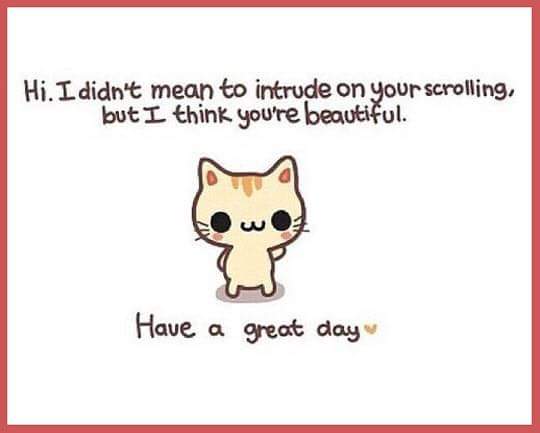 Hi. I didn't mean to intrude on your scrolling,
but I think you're beautiful.
Have a great day